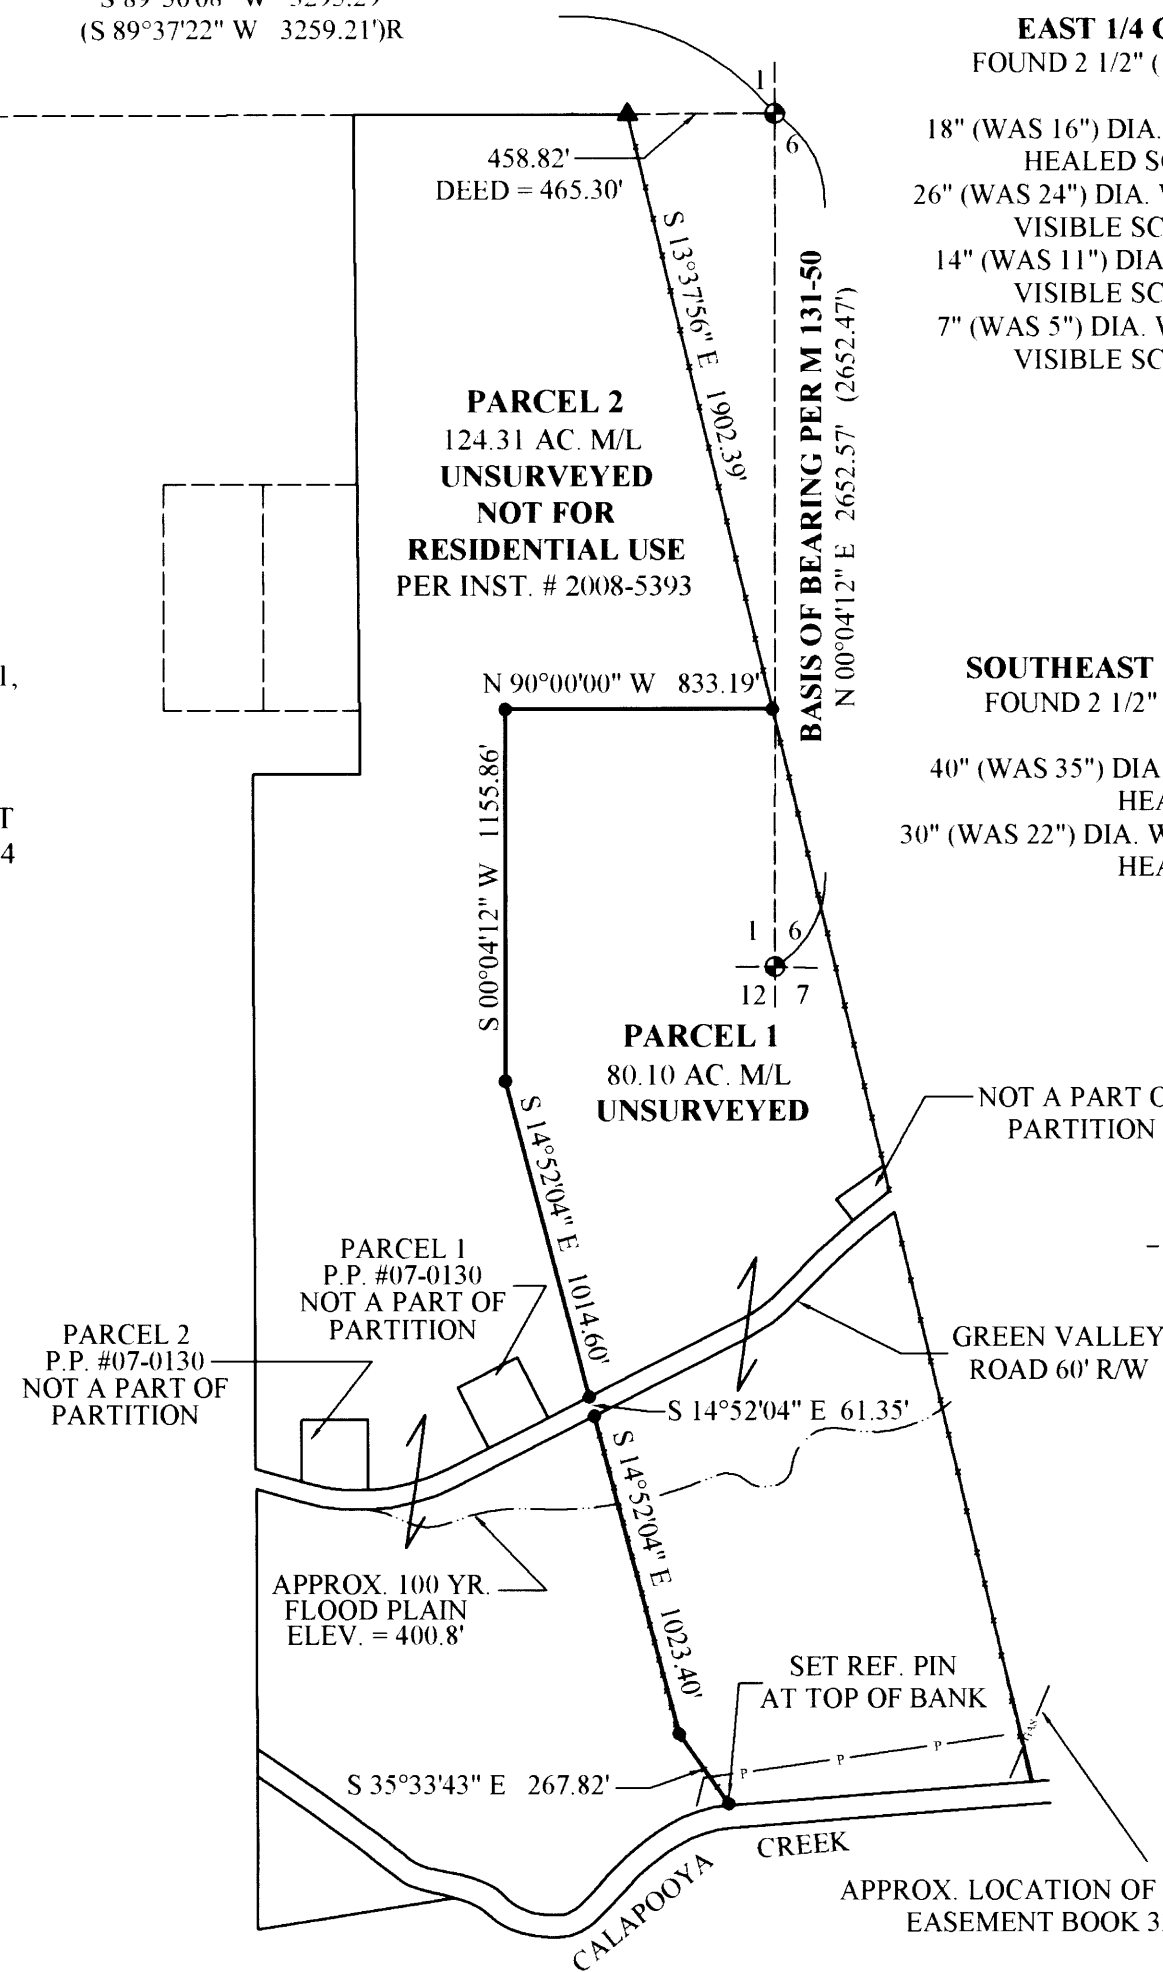 (S 89°37'22" W 3259.21')R
EAST 1/4
FOUND 2 1/2" (
1
6
18" (WAS 16") DIA.
HEALED
26" (WAS 24") DIA.
VISIBLE
14" (WAS 11") DIA
VISIBLE
7" (WAS 5") DIA.
VISIBLE
458.82'
DEED = 465.30'
S 13°37'56" E 1902.39'
BASIS OF BEARING PER M 131-50
N 00°04'12" E 2652.57' (2652.47')
PARCEL 2
124.31 AC. M/L
UNSURVEYED
NOT FOR
RESIDENTIAL USE
PER INST. # 2008-5393
1,
T
4
N 90°00'00" W 833.19'
SOUTHEAST
FOUND 2 1/2"
40" (WAS 35") DIA
30" (WAS 22") DIA.
S 00°04'12" W 1155.86'
1 6
12 7
PARCEL 1
80.10 AC. M/L
UNSURVEYED
NOT A PART
PARTITION
S 14°52'04" E 1014.60'
PARCEL 1
P.P. #07-0130
NOT A PART OF
PARTITION
PARCEL 2
P.P. #07-0130
NOT A PART OF
PARTITION
GREEN VALLEY
ROAD 60' R/W
S 14°52'04" E 61.35'
S 14°52'04" E 1023.40'
APPROX. 100 YR.
FLOOD PLAIN
ELEV. = 400.8'
SET REF. PIN
AT TOP OF BANK
P P P
GAS
S 35°33'43" E 267.82'
CALAPOOYA CREEK
APPROX. LOCATION OF
EASEMENT BOOK 3